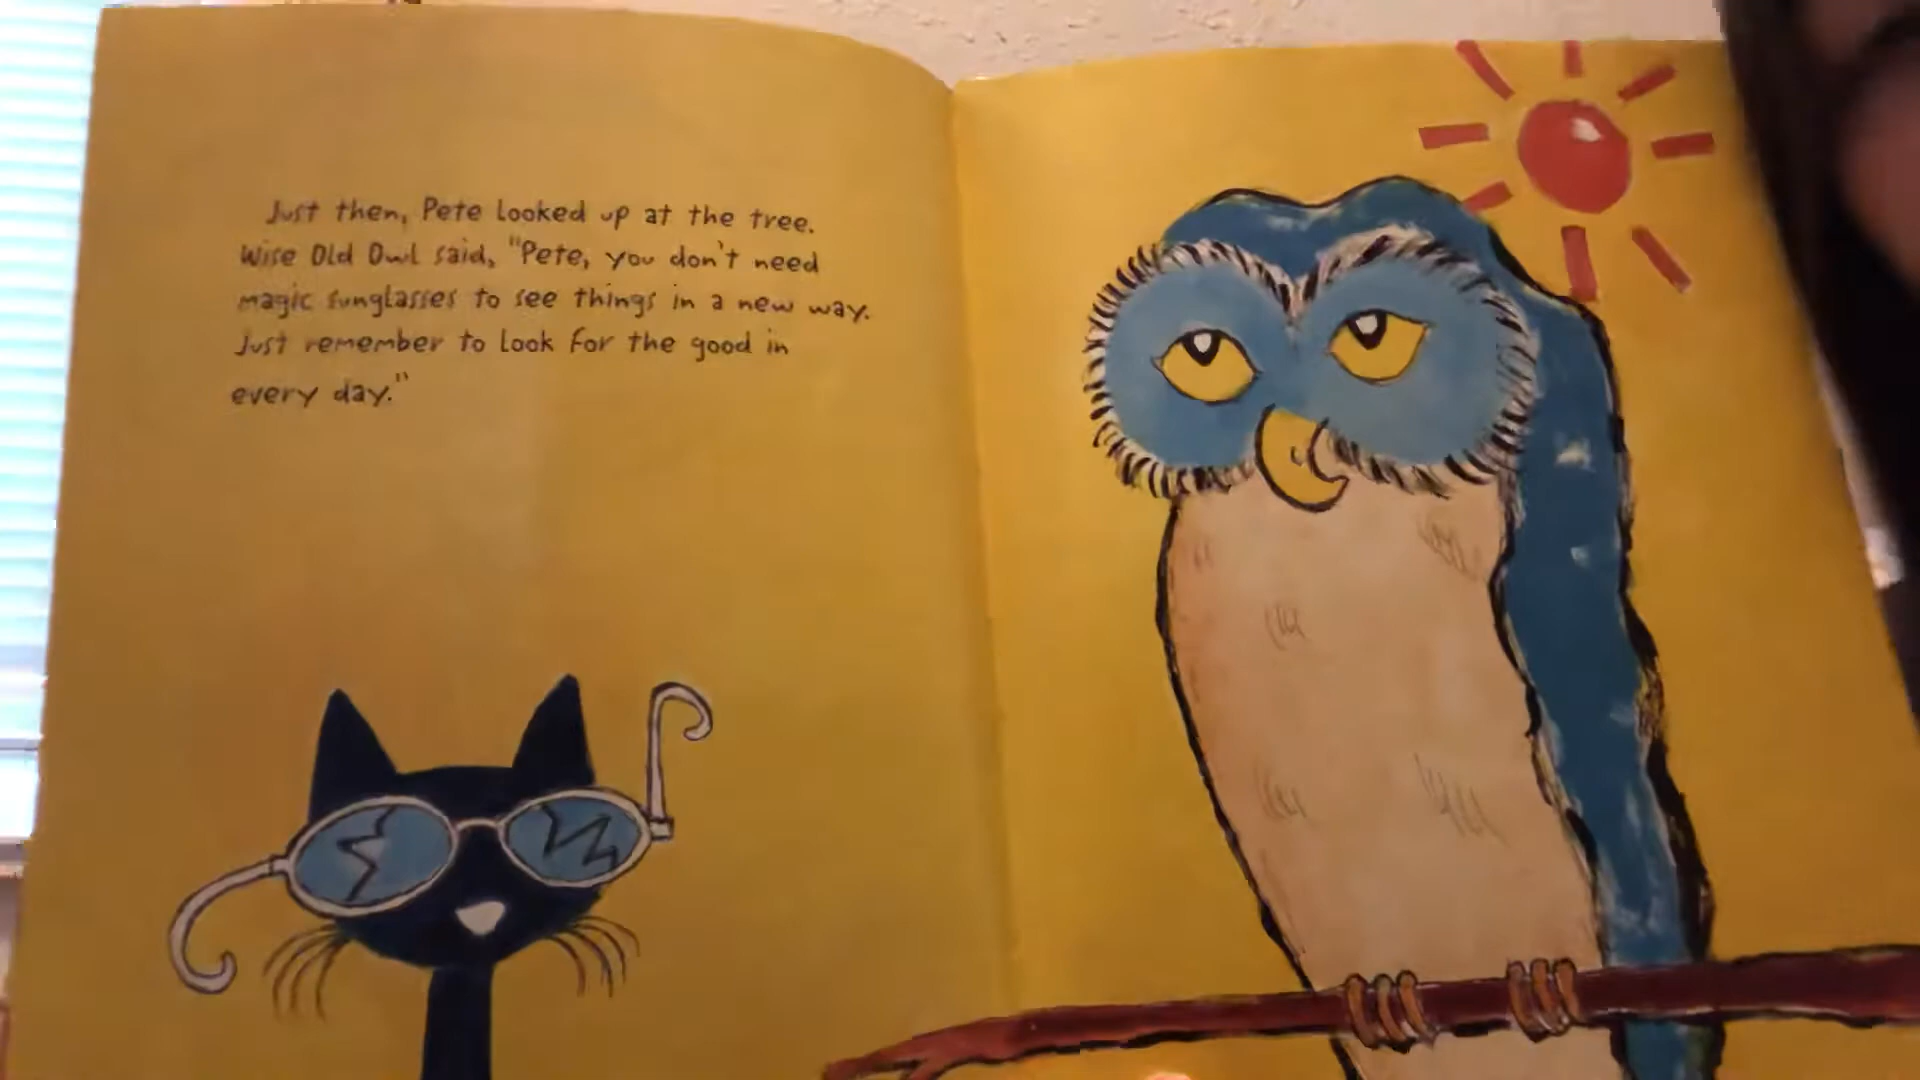 Just then, Pete looked up at the tree.
Wise Old Owl said, "Pete, you don't need
magic sunglasses to see things in a new way.
Just remember to look for the good in
every day."